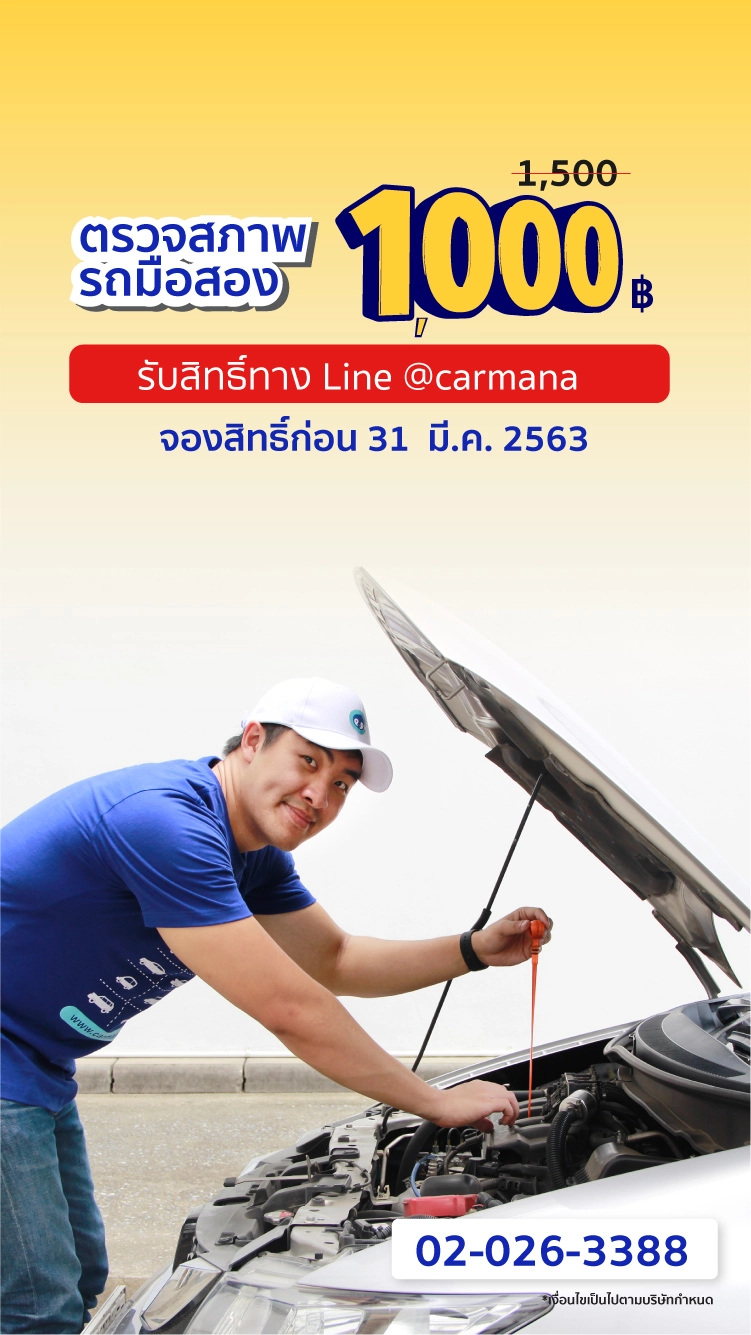 1,500
ตรวจสภาพ
รถมือสอง
1,000 ฿
รับสิทธิ์ทาง Line @carmana
จองสิทธิ์ก่อน 31 มี.ค. 2563
02-026-3388
*เงื่อนไขเป็นไปตามบริษัทกำหนด